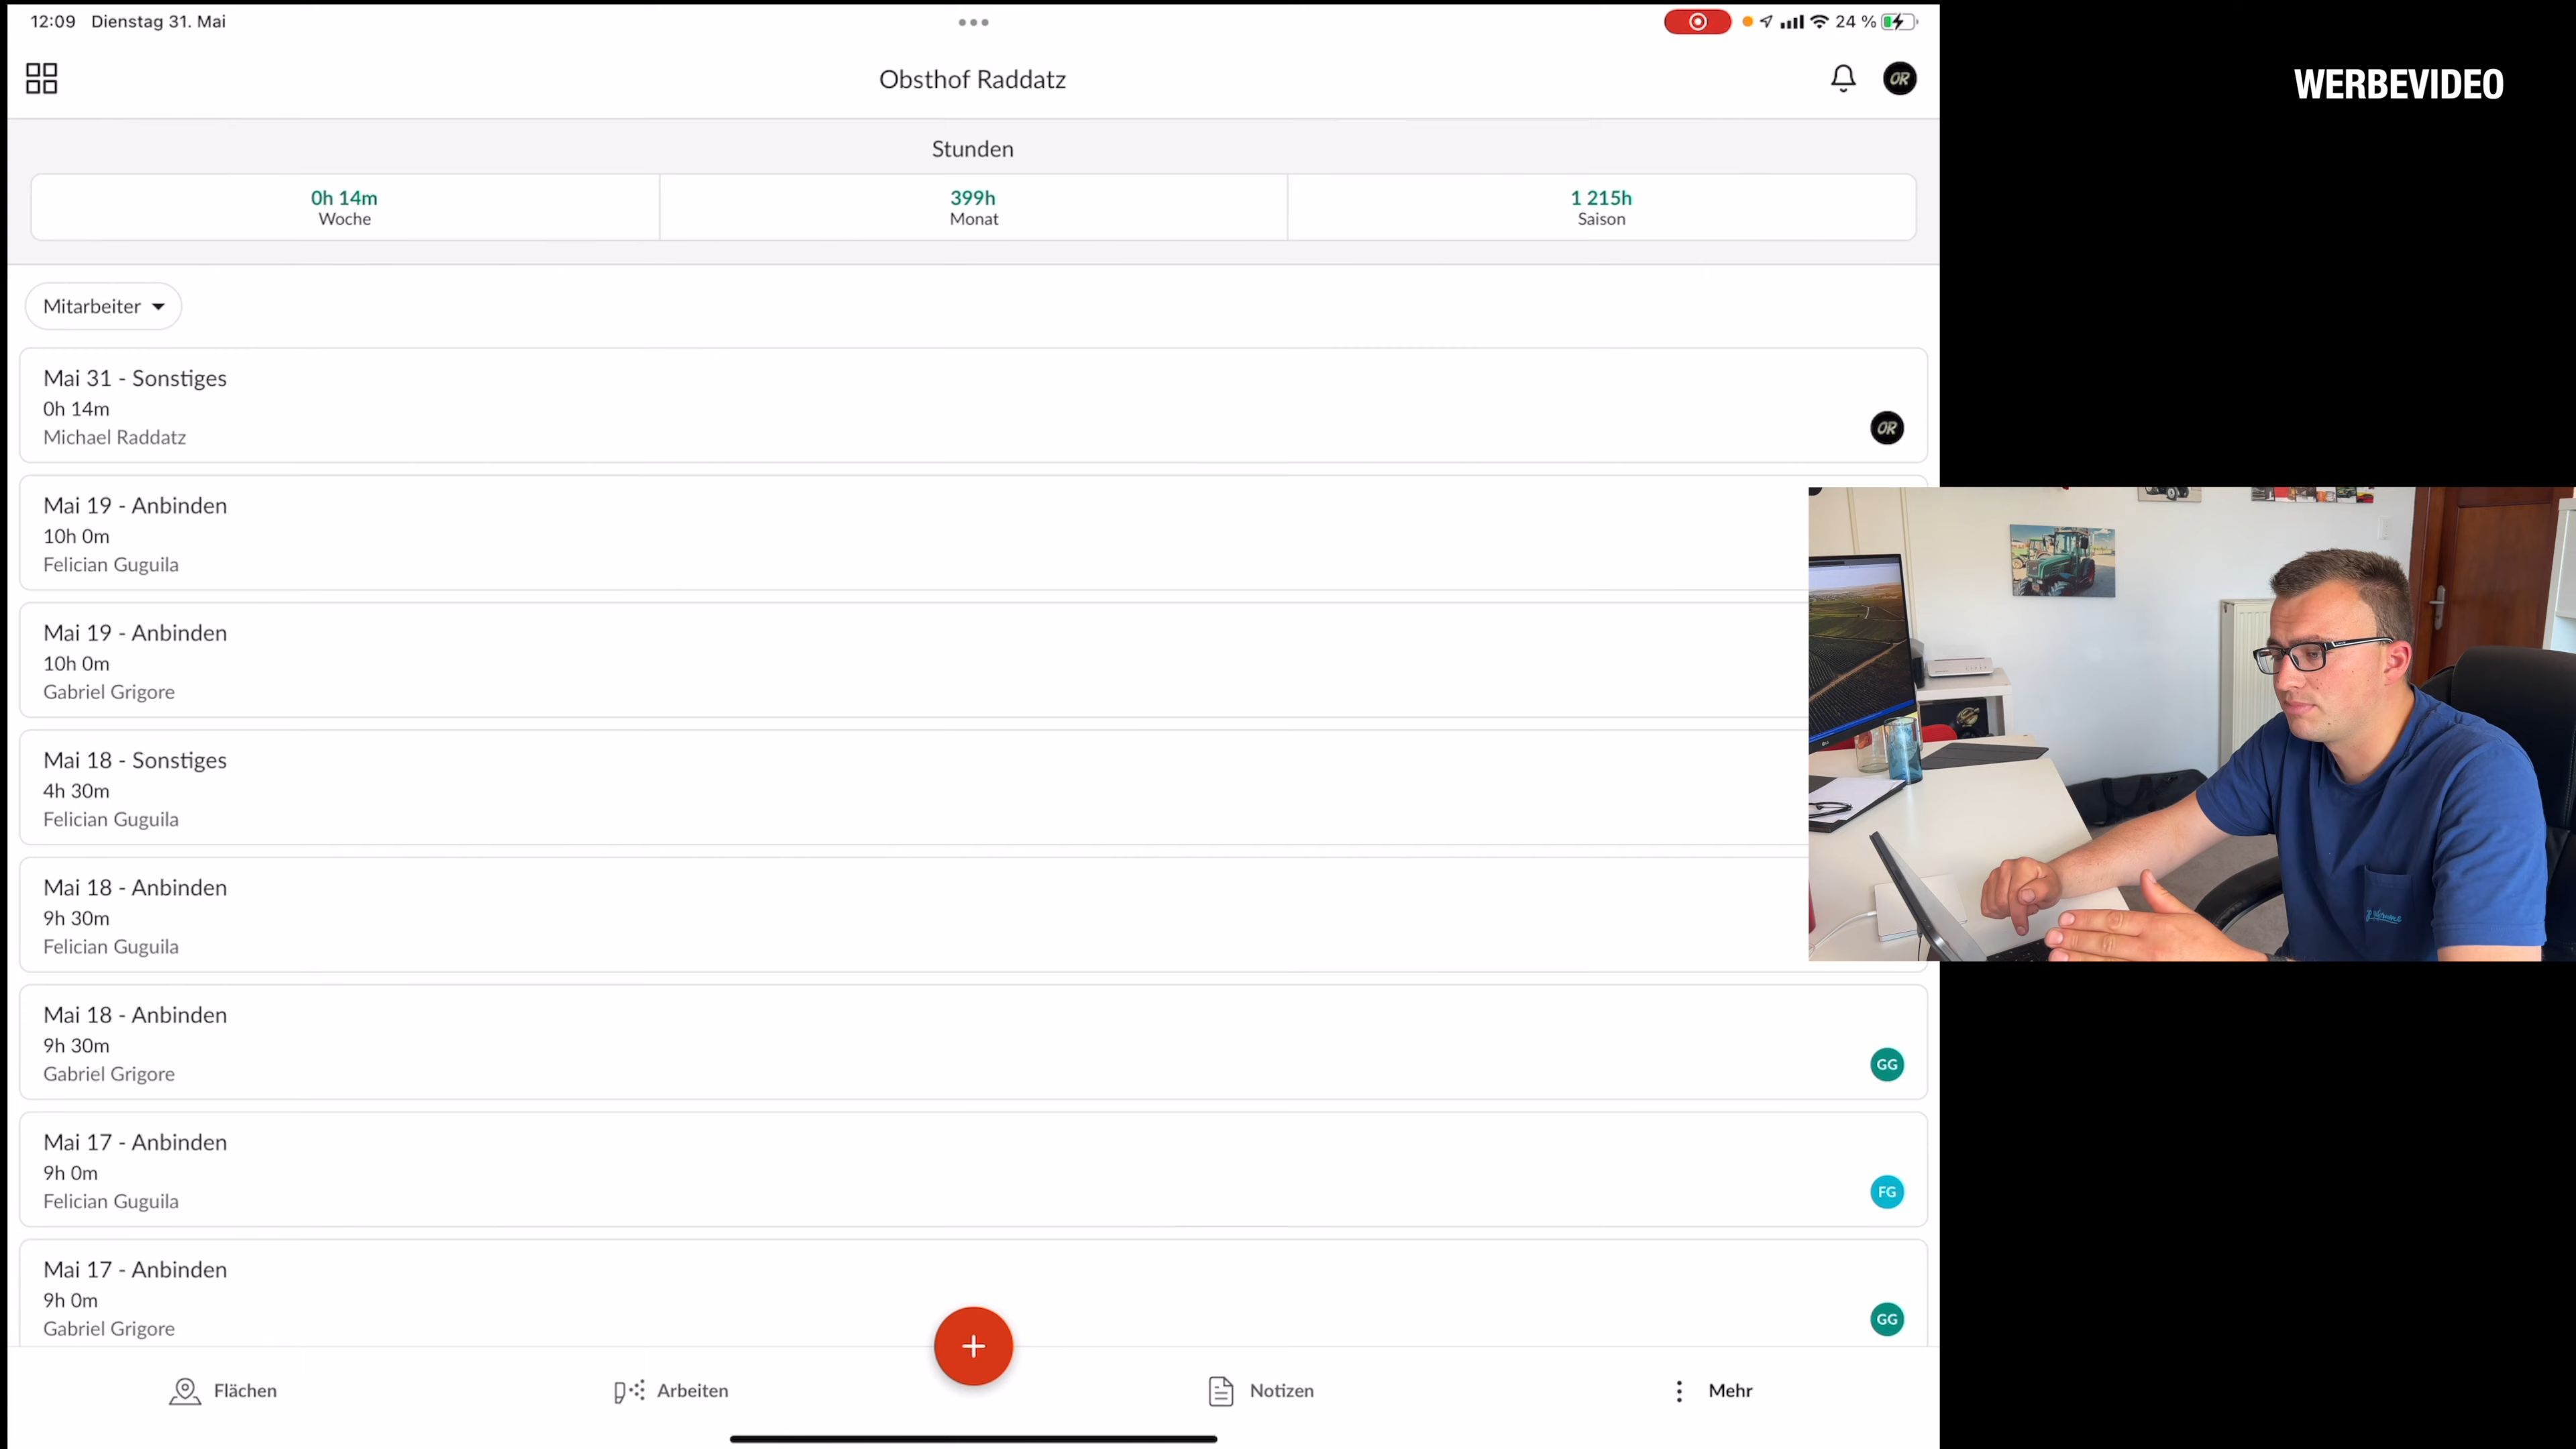 12:09 Dienstag 31. Mai
24 %
WERBEVIDEO
Obsthof Raddatz
OR
Stunden
0h 14m
Woche
399h
Monat
1 215h
Saison
Mitarbeiter
Mai 31 - Sonstiges
0h 14m
Michael Raddatz
OR
Mai 19 - Anbinden
10h 0m
Felician Guguila
Mai 19 - Anbinden
10h 0m
Gabriel Grigore
Mai 18 - Sonstiges
4h 30m
Felician Guguila
Mai 18 - Anbinden
9h 30m
Felician Guguila
Mai 18 - Anbinden
9h 30m
Gabriel Grigore
GG
Mai 17 - Anbinden
9h 0m
Felician Guguila
FG
Mai 17 - Anbinden
9h 0m
Gabriel Grigore
GG
Flächen
Arbeiten
Notizen
Mehr